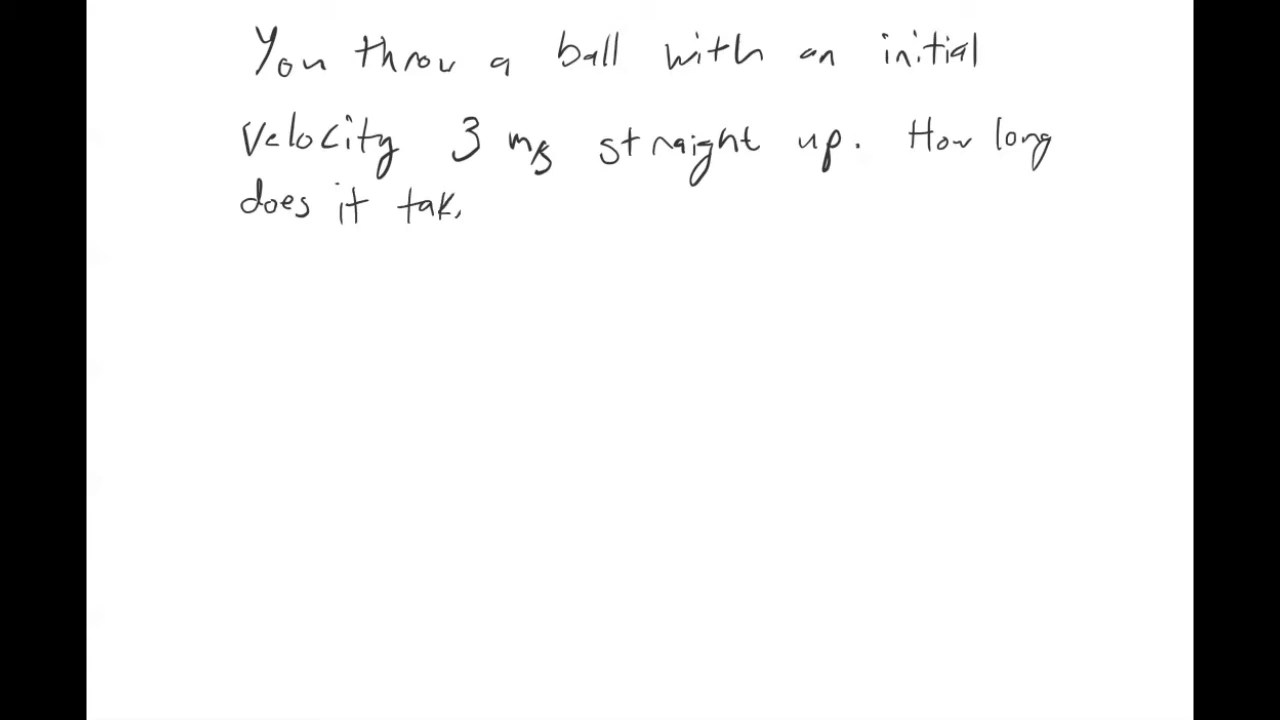 You throw a ball with an initial
velocity 3 m/s straight up. How long
does it tak